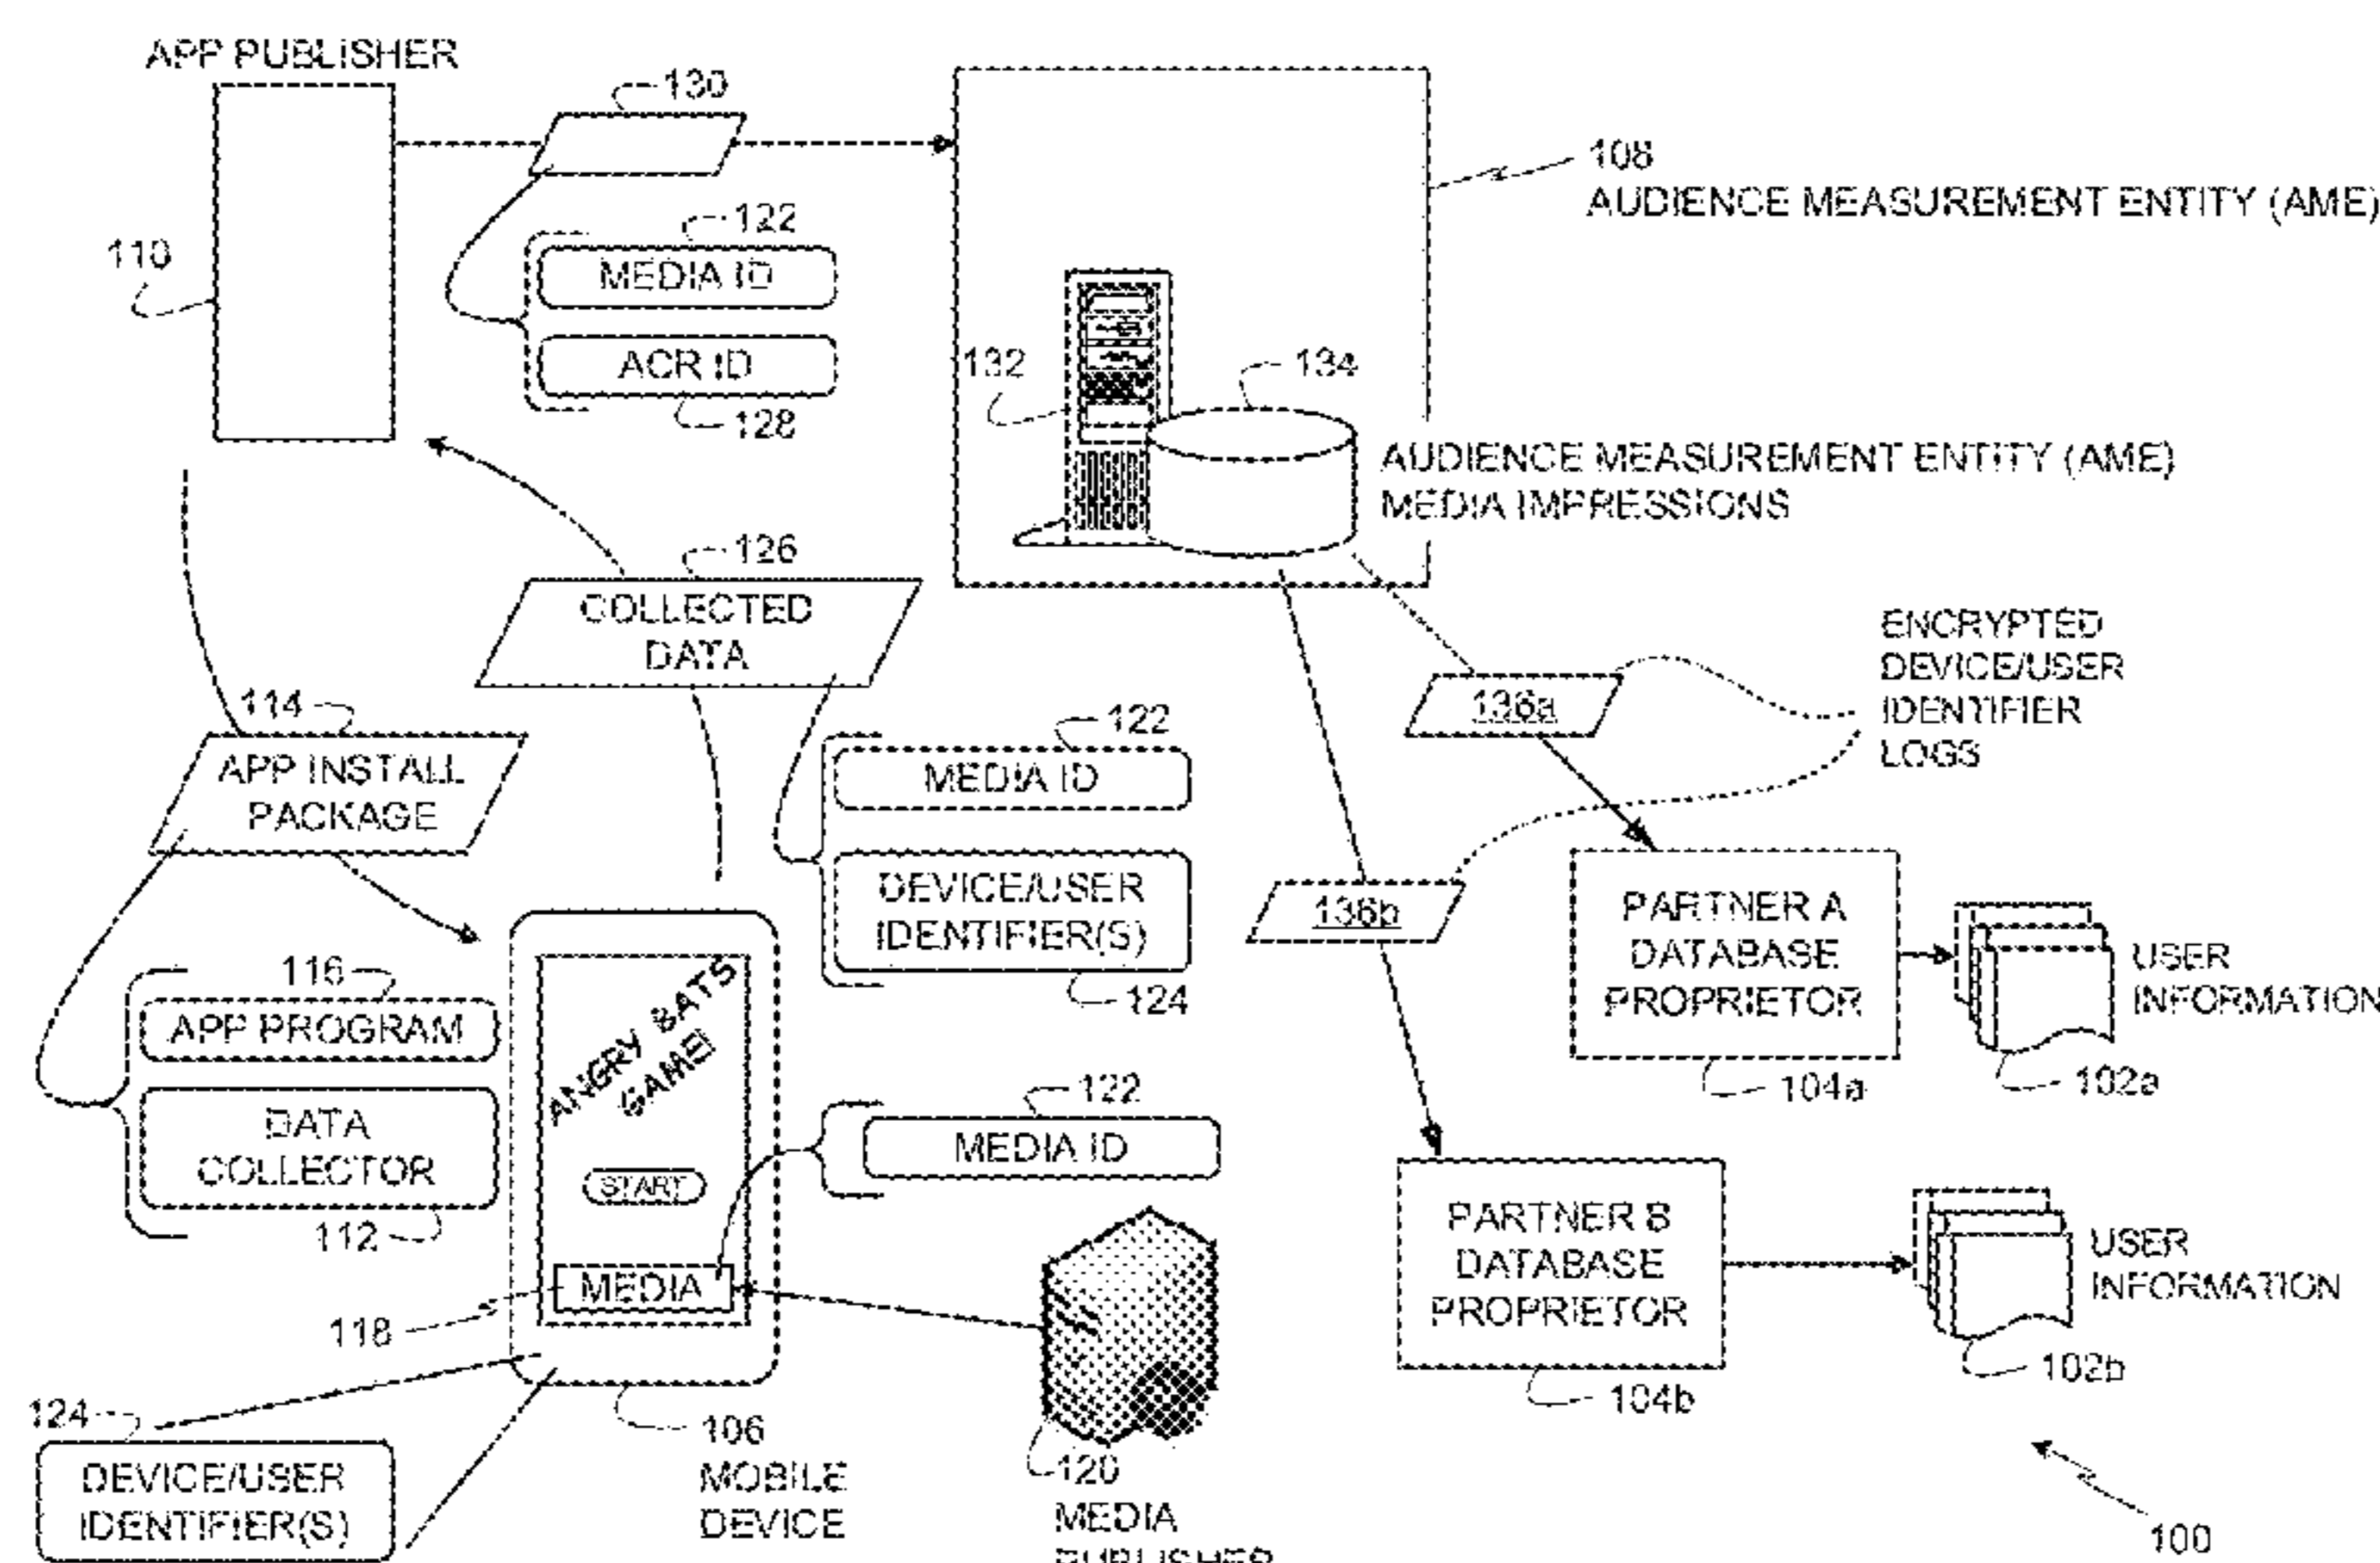 APP PUBLISHER
130
108
AUDIENCE MEASUREMENT ENTITY (AME)
110
122
MEDIA ID
ACR ID
128
132
134
AUDIENCE MEASUREMENT ENTITY (AME)
MEDIA IMPRESSIONS
126
COLLECTED
DATA
ENCRYPTED
DEVICE/USER
IDENTIFIER
LOGS
136a
114
APP INSTALL
PACKAGE
122
MEDIA ID
DEVICE/USER
IDENTIFIER(S)
124
136b
PARTNER A
DATABASE
PROPRIETOR
104a
USER
INFORMATION
102a
116
APP PROGRAM
DATA
COLLECTOR
112
ANGRY BATS
GAME!
START
MEDIA
118
122
MEDIA ID
PARTNER B
DATABASE
PROPRIETOR
104b
USER
INFORMATION
102b
124
DEVICE/USER
IDENTIFIER(S)
106
MOBILE
DEVICE
120
MEDIA
PUBLISHER
100